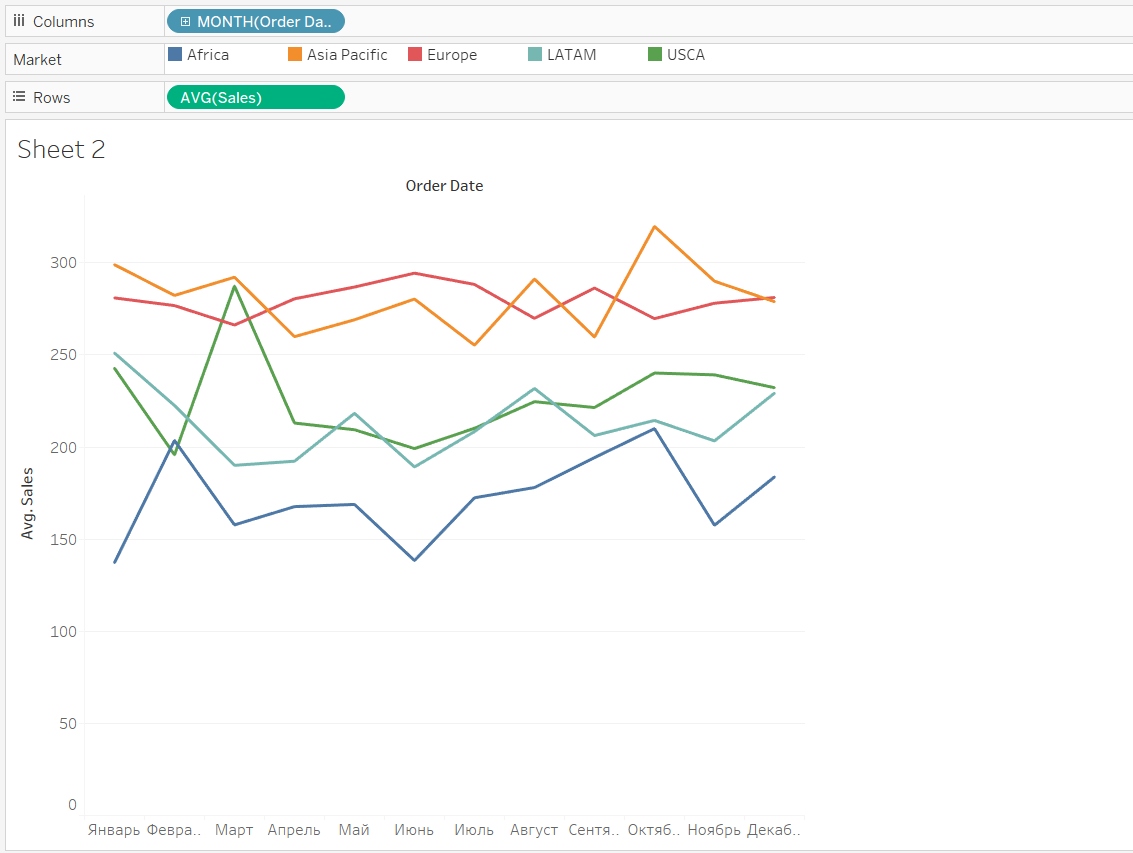 Columns MONTH(Order Da..
Market Africa Asia Pacific Europe LATAM USCA
Rows AVG(Sales)
Sheet 2
Order Date
300
250
200
150
100
50
0
Avg. Sales
Январь Февра.. Март Апрель Май Июнь Июль Август Сентя.. Октяб.. Ноябрь Декаб..